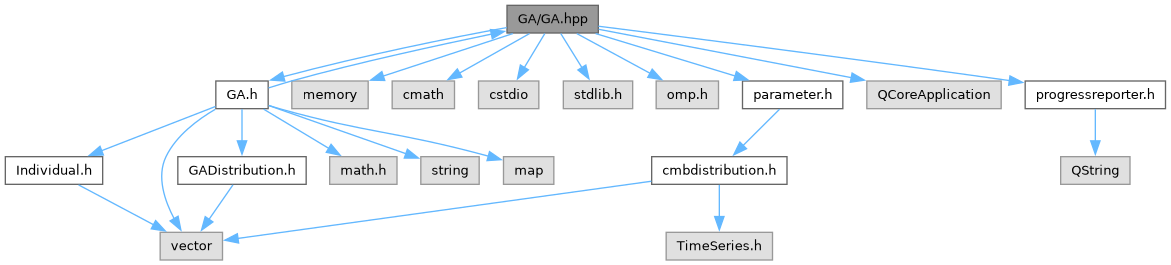 GA/GA.hpp
GA.h
memory
cmath
cstdio
stdlib.h
omp.h
parameter.h
QCoreApplication
progressreporter.h
Individual.h
GADistribution.h
math.h
string
map
cmbdistribution.h
QString
vector
TimeSeries.h